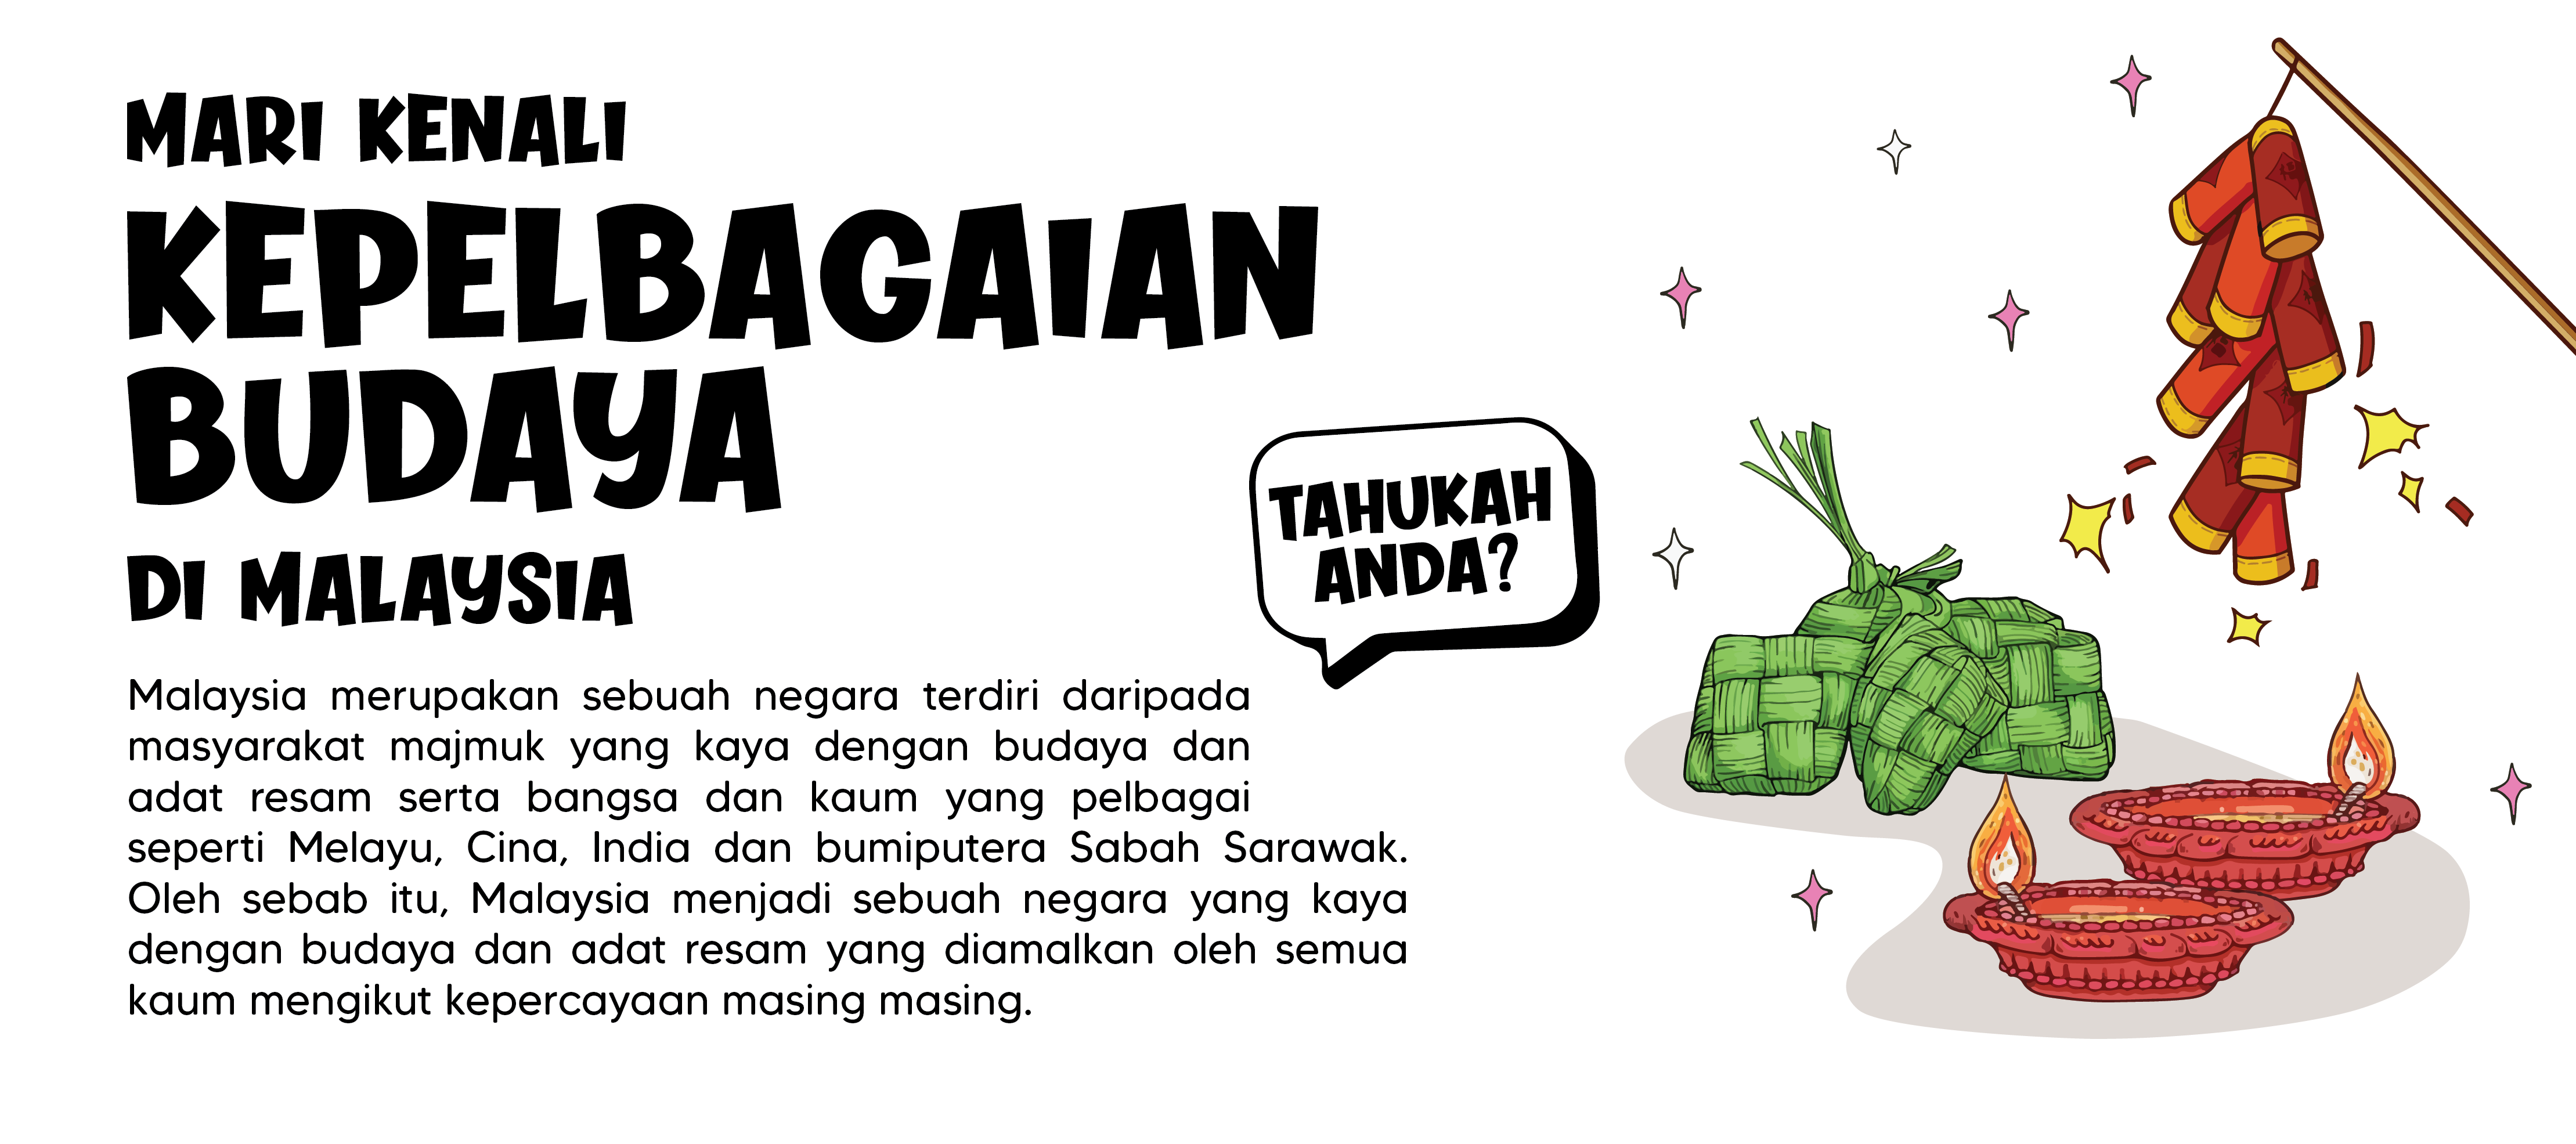 MARI KENALI
KEPELBAGAIAN
BUDAYA
DI MALAYSIA
TAHUKAH
ANDA?
Malaysia merupakan sebuah negara terdiri daripada
masyarakat majmuk yang kaya dengan budaya dan
adat resam serta bangsa dan kaum yang pelbagai
seperti Melayu, Cina, India dan bumiputera Sabah Sarawak.
Oleh sebab itu, Malaysia menjadi sebuah negara yang kaya
dengan budaya dan adat resam yang diamalkan oleh semua
kaum mengikut kepercayaan masing masing.